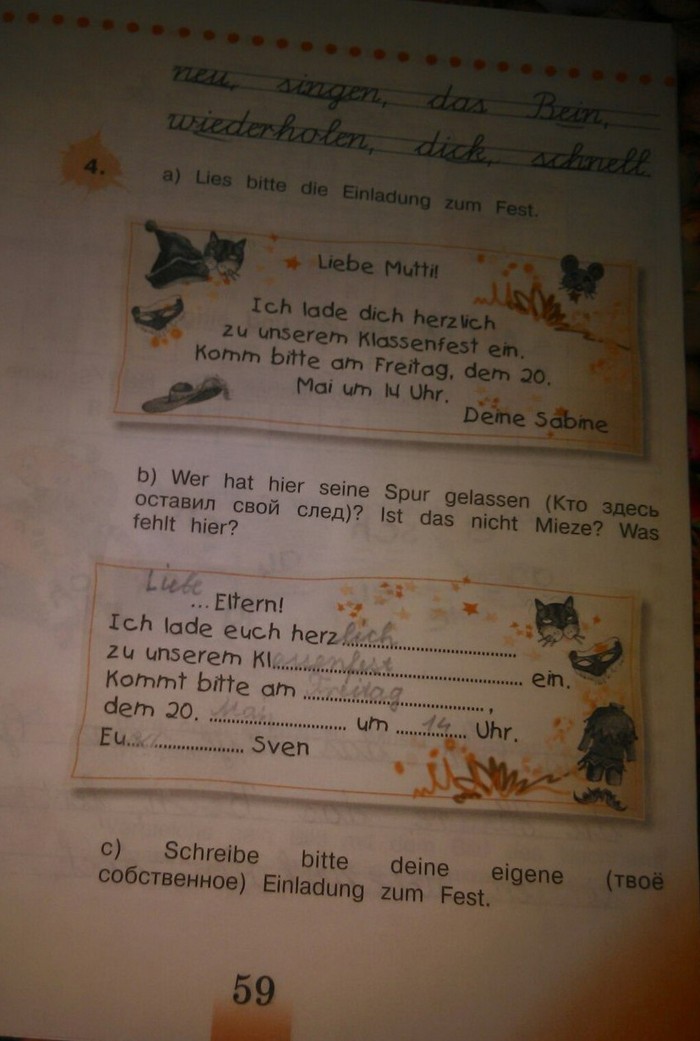 neu, singen, das Bein,
wiederholen, dick, schnell.
4.
a) Lies bitte die Einladung zum Fest.
Liebe Mutti!
Ich lade dich herzlich
zu unserem Klassenfest ein.
Komm bitte am Freitag, dem 20.
Mai um 14 Uhr.
Deine Sabine
b) Wer hat hier seine Spur gelassen (Кто здесь
оставил свой след)? Ist das nicht Mieze? Was
fehlt hier?
Liebe
... Eltern!
Ich lade euch herzlich
zu unserem Klassenfest ein.
Kommt bitte am Freitag,
dem 20. Mai um 14 Uhr.
Eu... Sven
c) Schreibe bitte deine eigene (твоё
собственное) Einladung zum Fest.
59